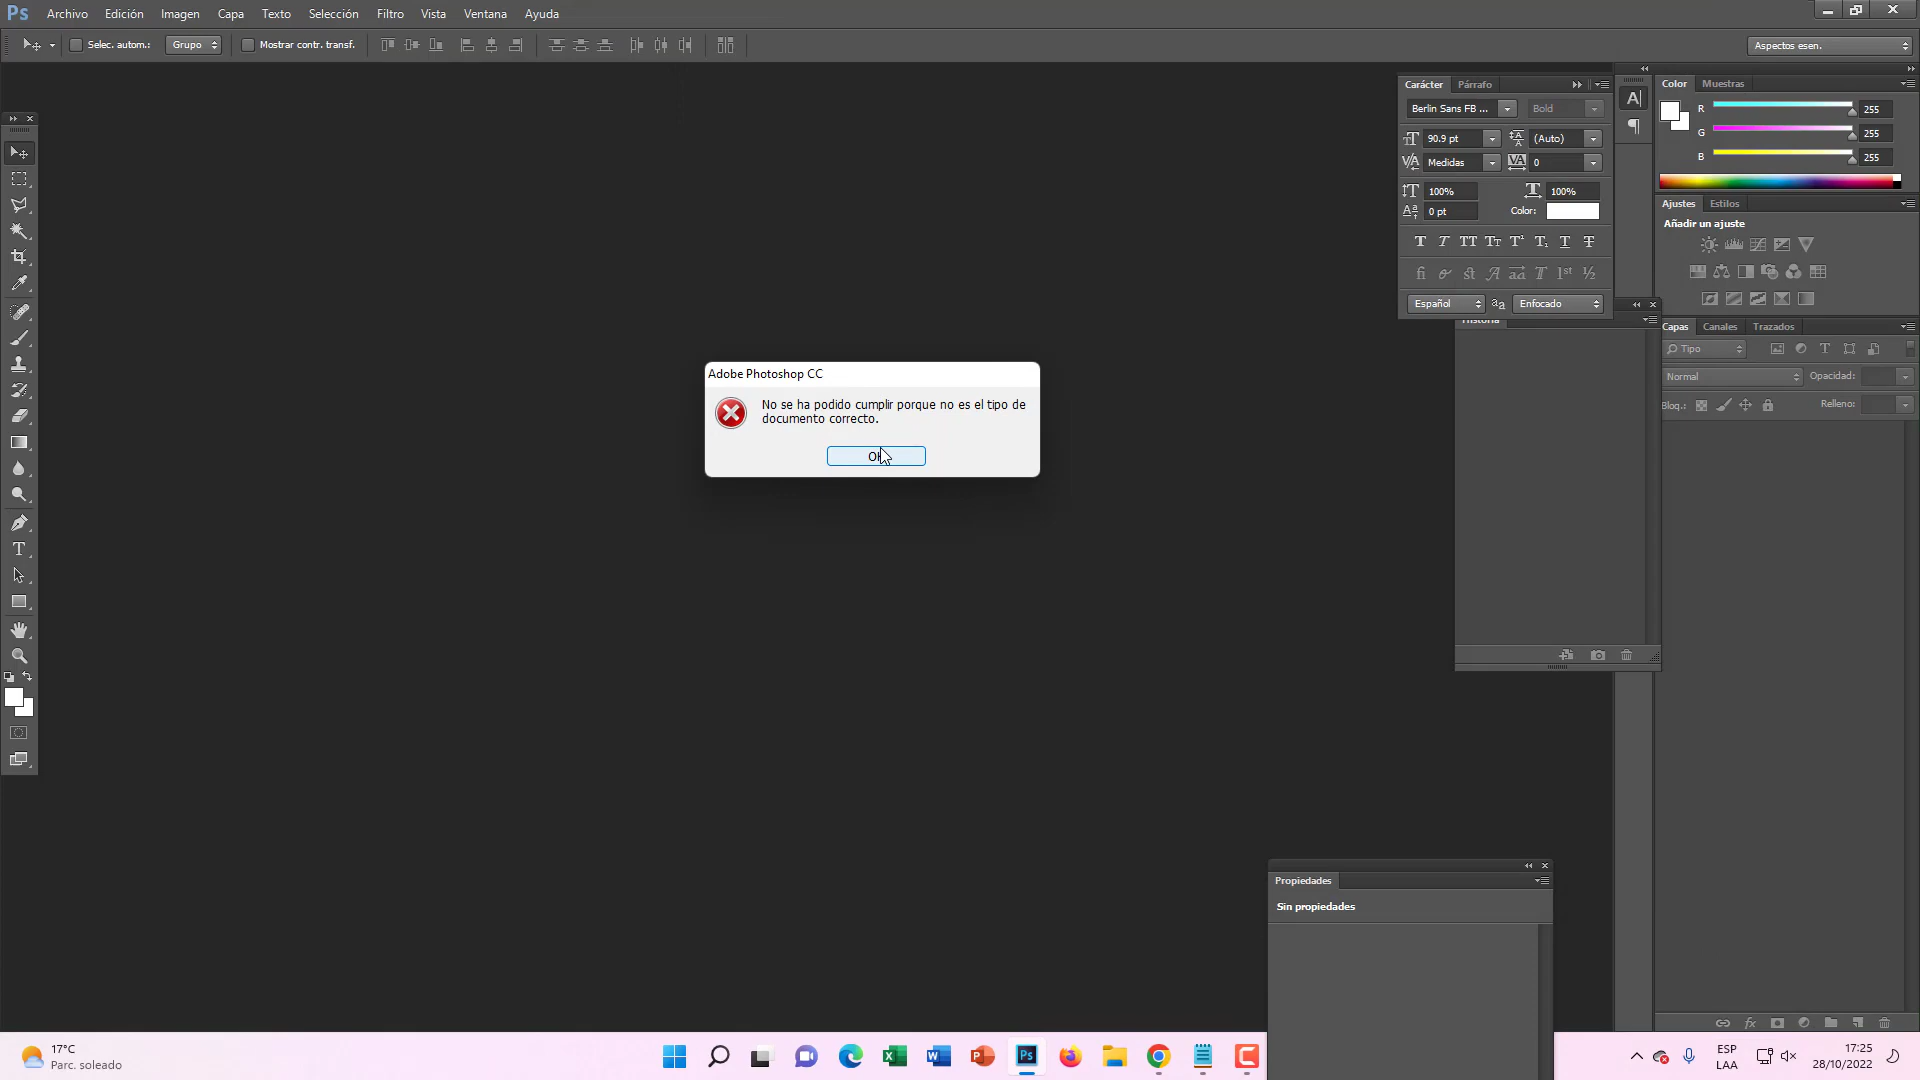 Ps Archivo Edición Imagen Capa Texto Selección Filtro Vista Ventana Ayuda
Selec. autom.: Grupo Mostrar contr. transf. Aspectos esen.
Carácter Párrafo
Berlin Sans FB ... Bold
90.9 pt (Auto)
Medidas 0
100% 100%
0 pt Color:
Español Enfocado
Historia
Color Muestras
R 255
G 255
B 255
Ajustes Estilos
Añadir un ajuste
Capas Canales Trazados
Tipo
Normal Opacidad:
Bloq.: Relleno:
Adobe Photoshop CC
No se ha podido cumplir porque no es el tipo de
documento correcto.
OK
Propiedades
Sin propiedades
17°C
Parc. soleado
ESP
LAA
17:25
28/10/2022